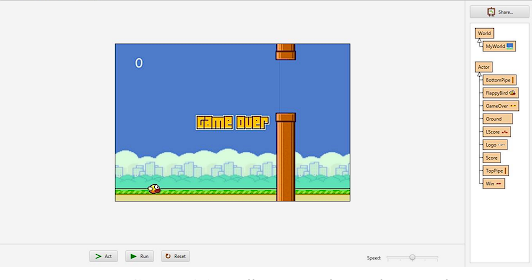 Share...
World
MyWorld
0
Actor
BottomPipe
FlappyBird
GameOver
Ground
LScore
Logo
Score
TopPipe
Win
Game Over
Act
Run
Reset
Speed: